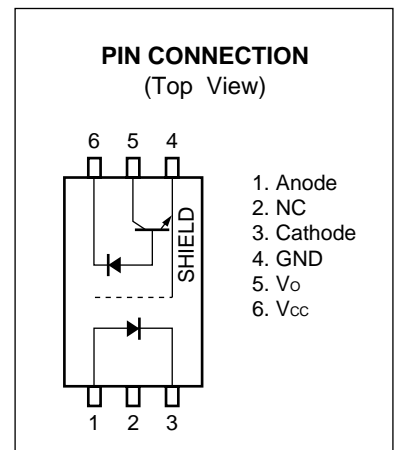 PIN CONNECTION
(Top View)
6 5 4
SHIELD
1 2 3
1. Anode
2. NC
3. Cathode
4. GND
5. Vo
6. Vcc